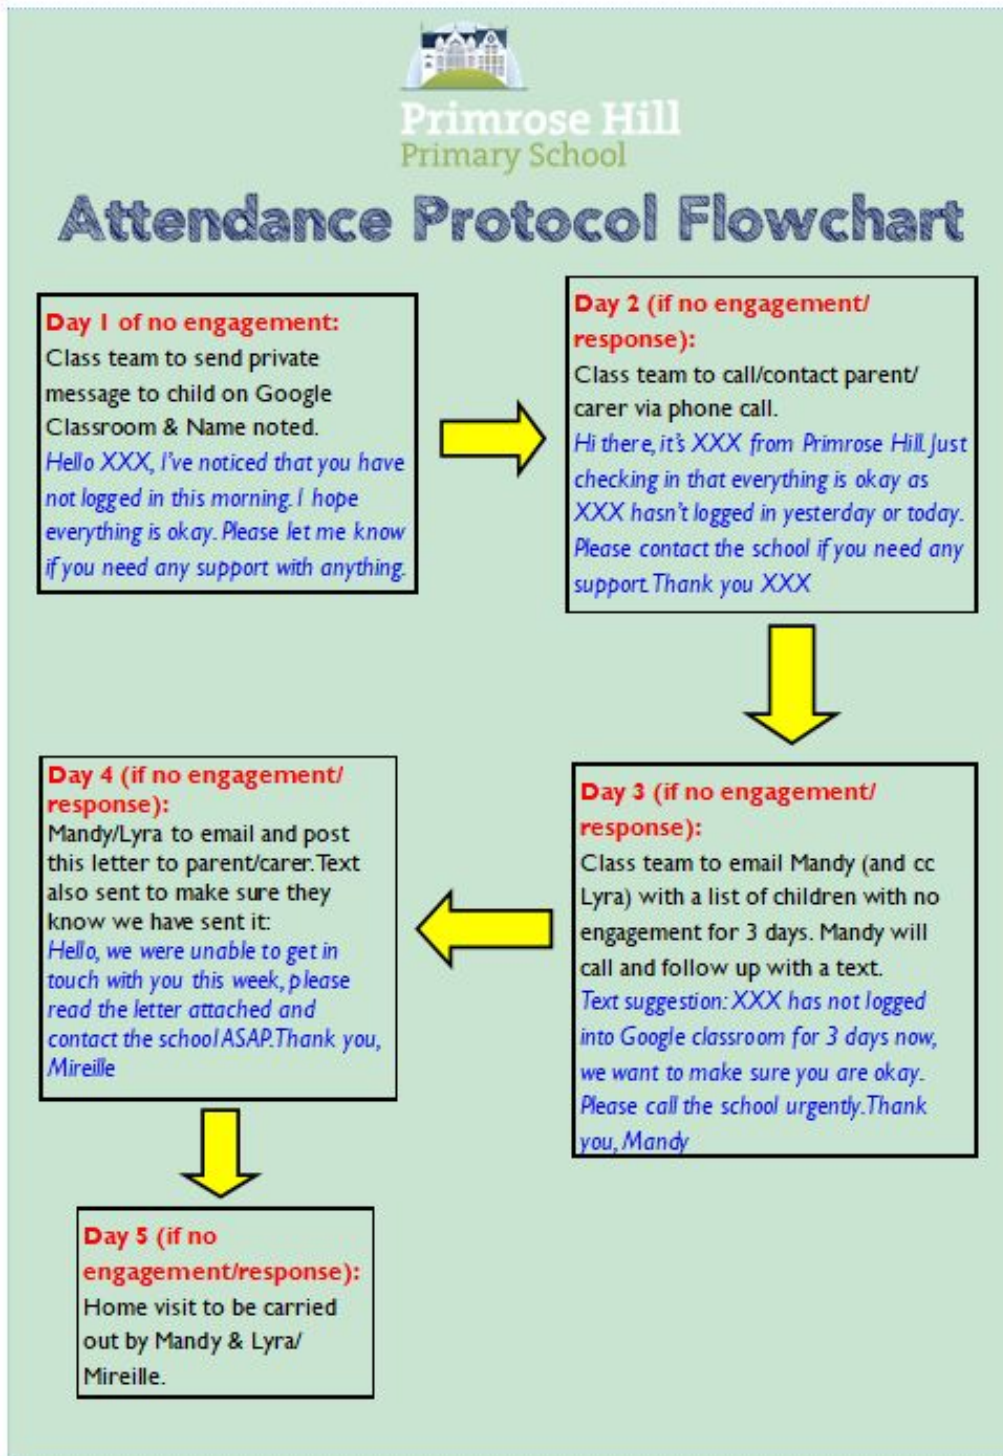 Primrose Hill
Primary School
Attendance Protocol Flowchart
Day 1 of no engagement:
Class team to send private
message to child on Google
Classroom & Name noted.
Hello XXX, I've noticed that you have
not logged in this morning. I hope
everything is okay. Please let me know
if you need any support with anything.
Day 2 (if no engagement/
response):
Class team to call/contact parent/
carer via phone call.
Hi there, it's XXX from Primrose Hill. Just
checking in that everything is okay as
XXX hasn't logged in yesterday or today.
Please contact the school if you need any
support. Thank you XXX
Day 3 (if no engagement/
response):
Class team to email Mandy (and cc
Lyra) with a list of children with no
engagement for 3 days. Mandy will
call and follow up with a text.
Text suggestion: XXX has not logged
into Google classroom for 3 days now,
we want to make sure you are okay.
Please call the school urgently. Thank
you, Mandy
Day 4 (if no engagement/
response):
Mandy/Lyra to email and post
this letter to parent/carer. Text
also sent to make sure they
know we have sent it:
Hello, we were unable to get in
touch with you this week, please
read the letter attached and
contact the school ASAP. Thank you,
Mireille
Day 5 (if no
engagement/response):
Home visit to be carried
out by Mandy & Lyra/
Mireille.